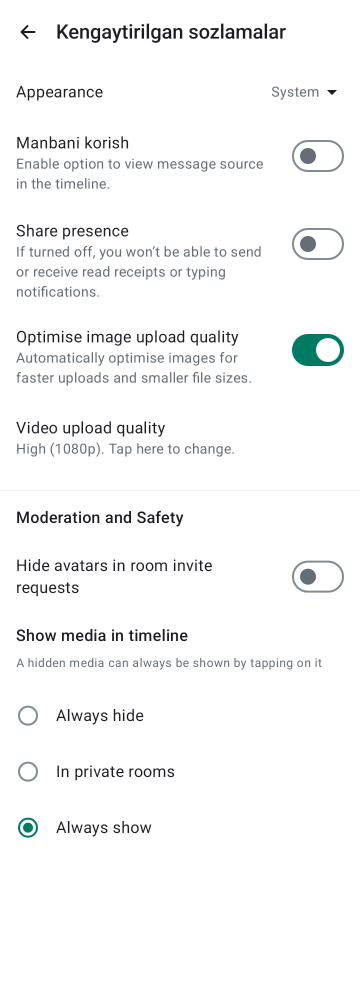 Kengaytirilgan sozlamalar
Appearance
System
Manbani korish
Enable option to view message source
in the timeline.
Share presence
If turned off, you won’t be able to send
or receive read receipts or typing
notifications.
Optimise image upload quality
Automatically optimise images for
faster uploads and smaller file sizes.
Video upload quality
High (1080p). Tap here to change.
Moderation and Safety
Hide avatars in room invite
requests
Show media in timeline
A hidden media can always be shown by tapping on it
Always hide
In private rooms
Always show